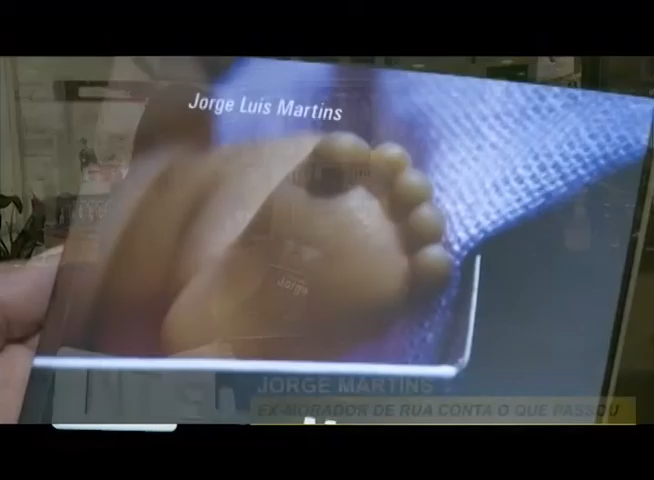 Jorge Luis Martins
Jorge
JORGE MARTINS
EX-MORADOR DE RUA CONTA O QUE PASSOU